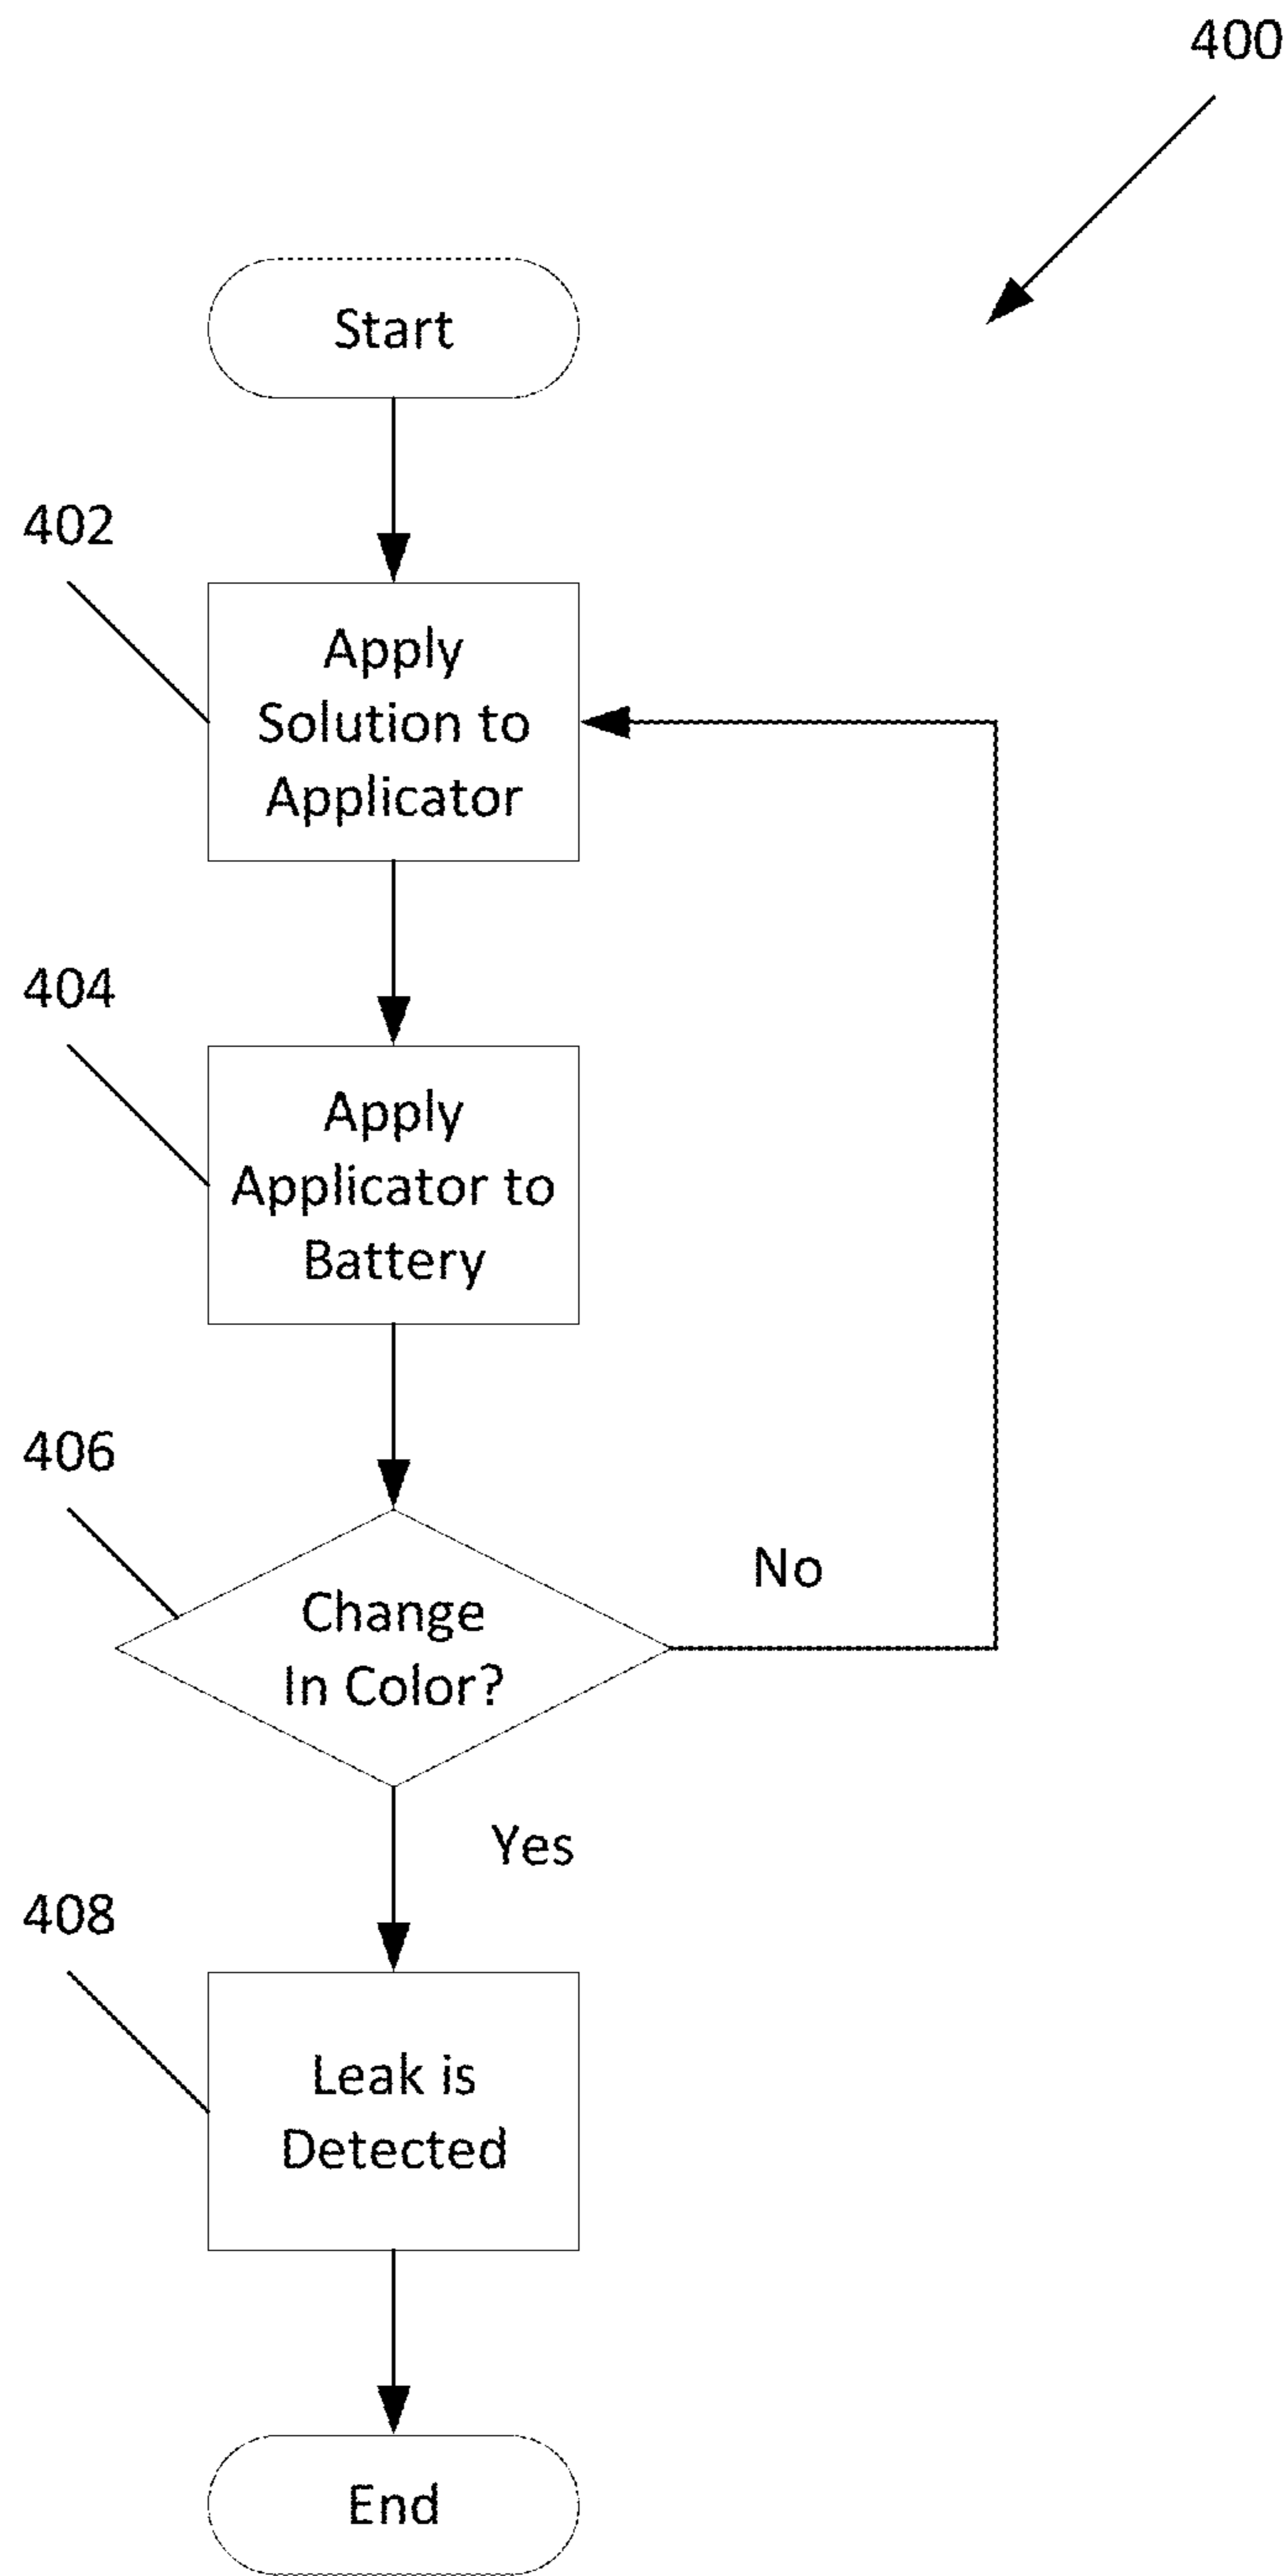 400
Start
402
Apply
Solution to
Applicator
404
Apply
Applicator to
Battery
406
Change
In Color?
No
Yes
408
Leak is
Detected
End